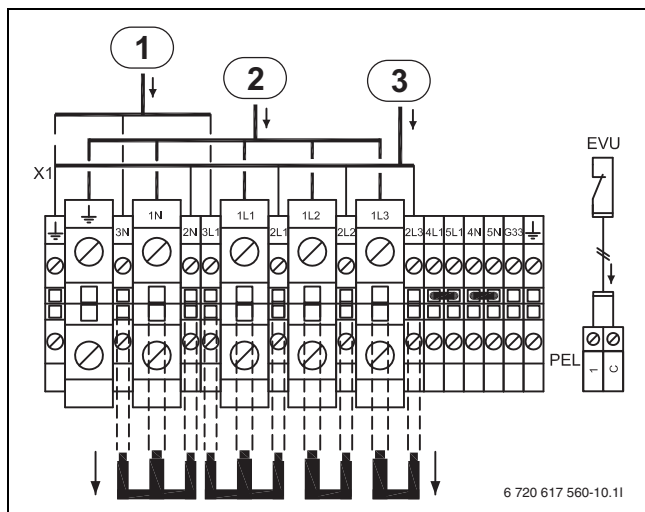 1
2
3
EVU
X1
3N 1N 2N 3L1 1L1 2L1 1L2 2L2 1L3 2L3 4L1 5L1 4N 5N G33
PEL 1 C
6 720 617 560-10.1I